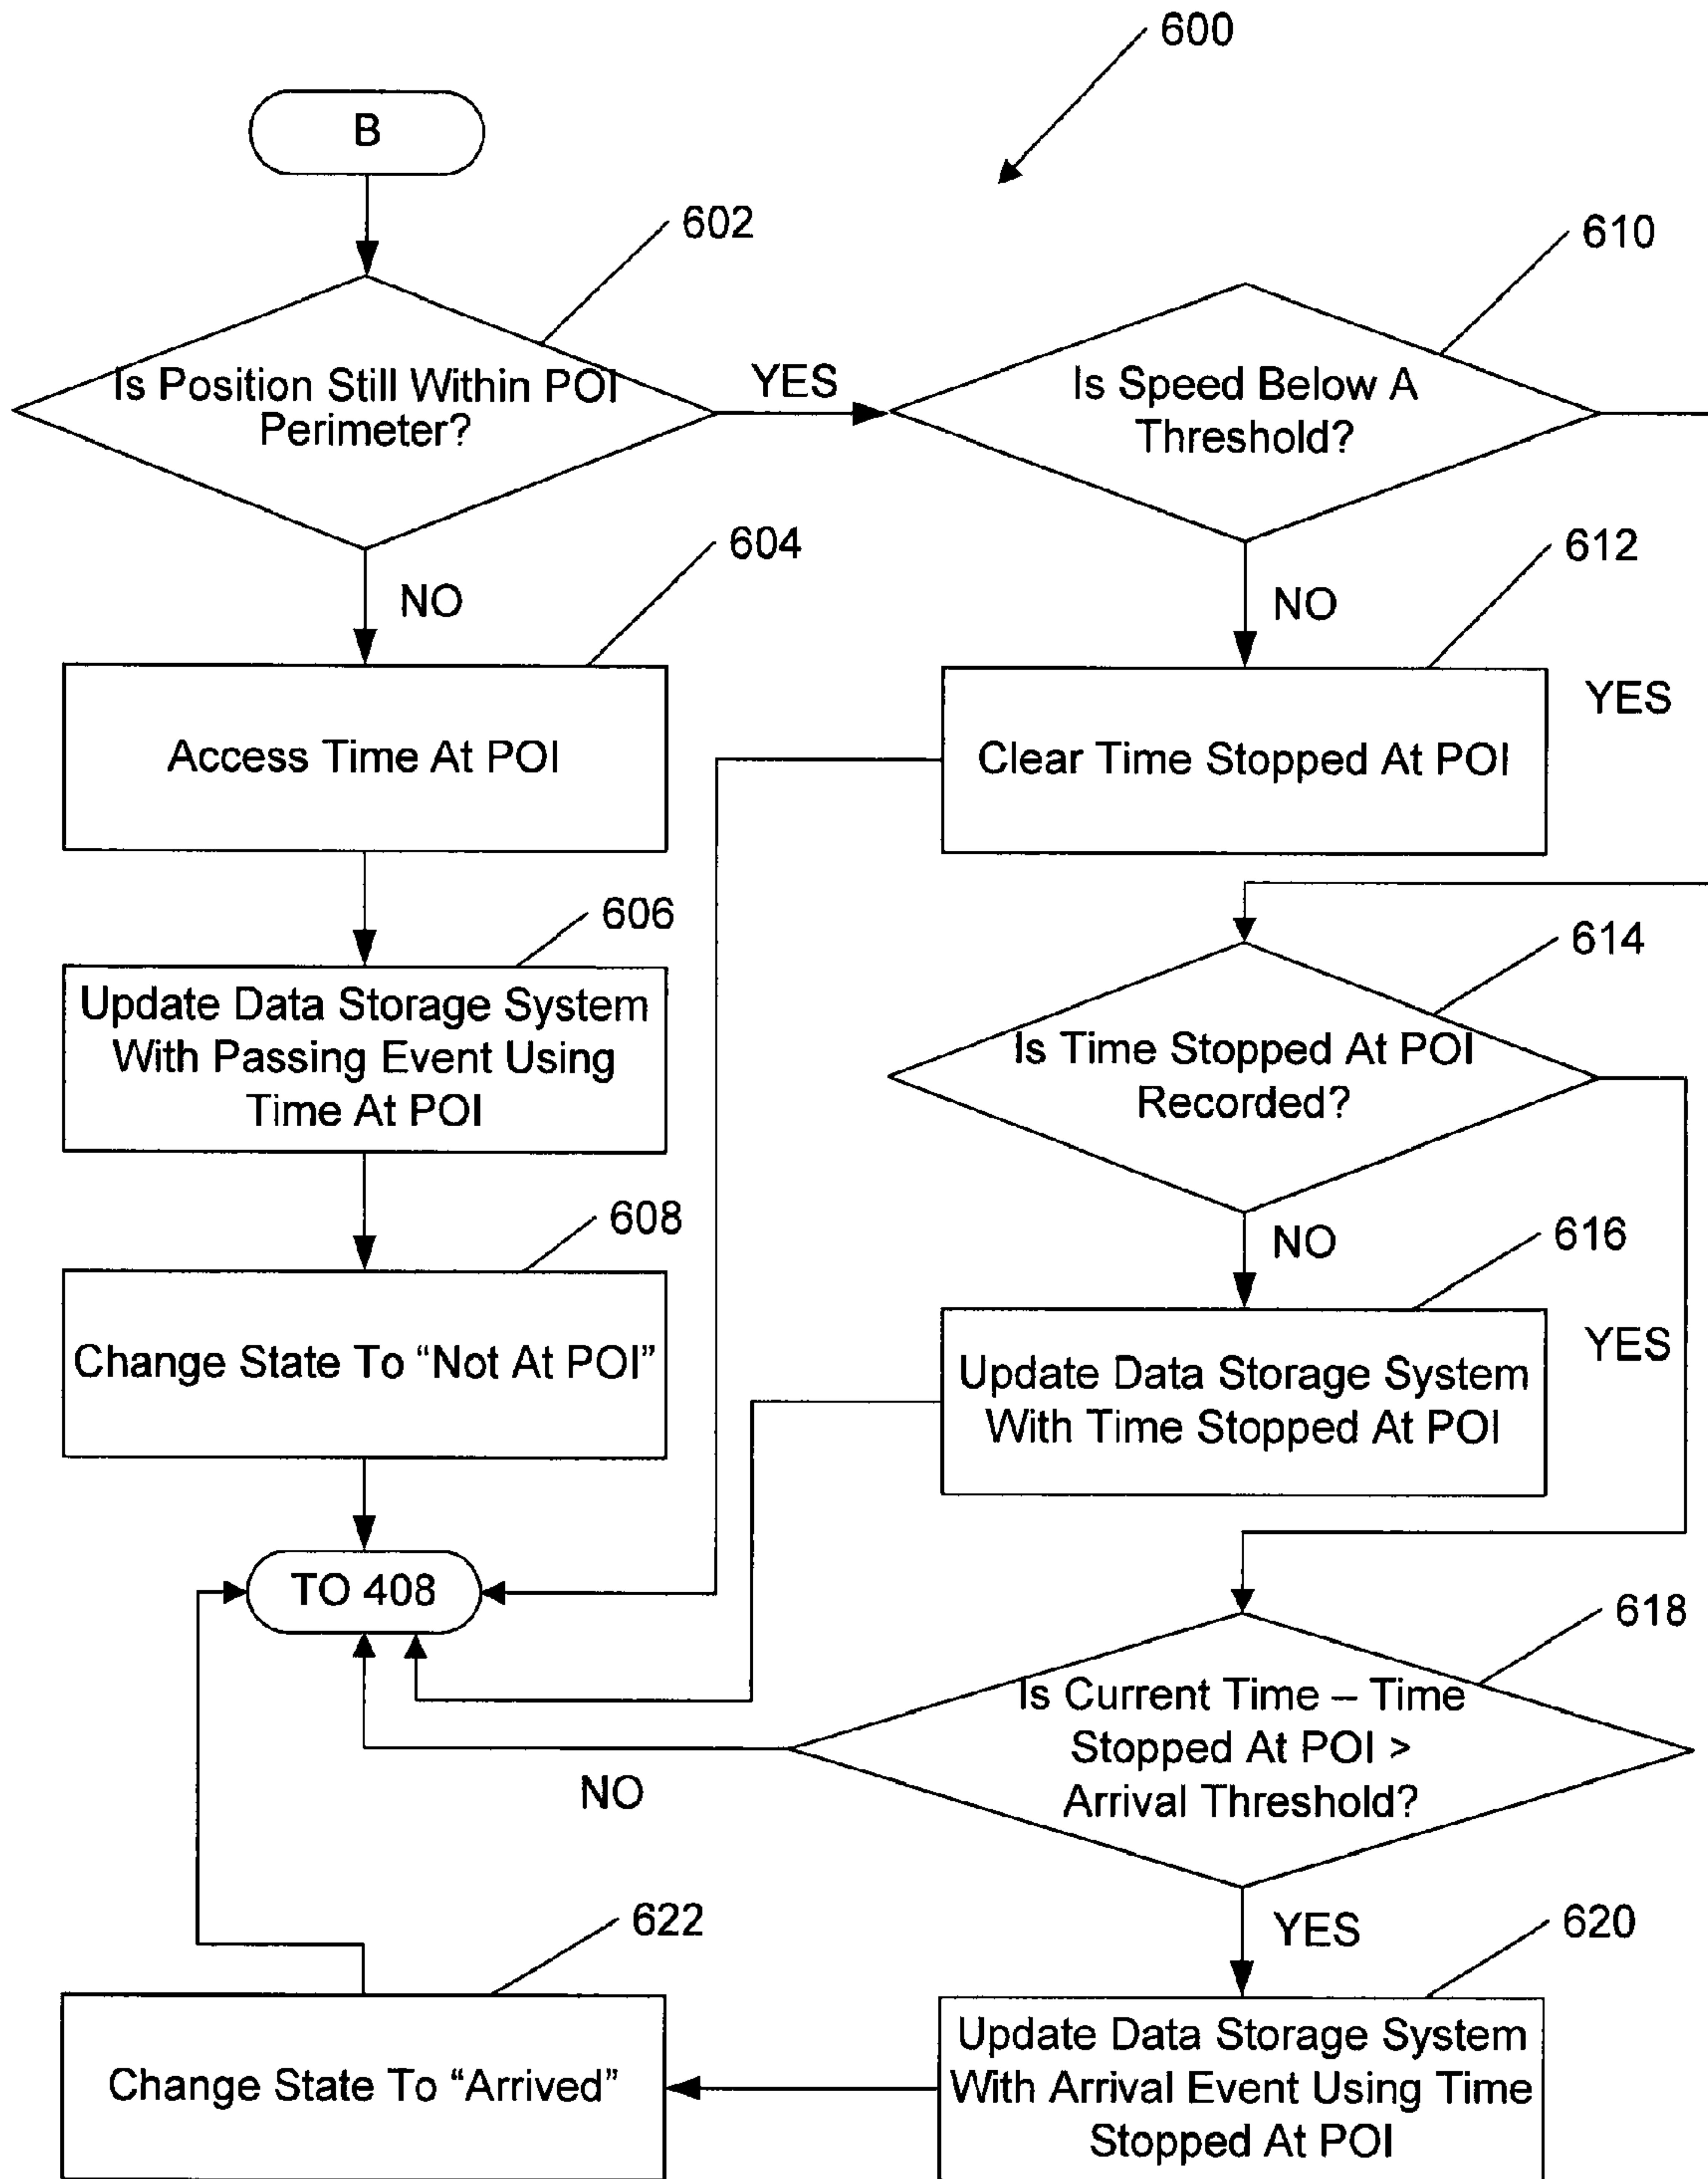 600
B
602
Is Position Still Within POI
Perimeter?
YES
610
Is Speed Below A
Threshold?
604
NO
Access Time At POI
612
NO
YES
Clear Time Stopped At POI
606
Update Data Storage System
With Passing Event Using
Time At POI
614
Is Time Stopped At POI
Recorded?
608
Change State To “Not At POI”
NO
616
YES
Update Data Storage System
With Time Stopped At POI
TO 408
618
Is Current Time – Time
Stopped At POI >
Arrival Threshold?
NO
YES
620
Update Data Storage System
With Arrival Event Using Time
Stopped At POI
622
Change State To “Arrived”